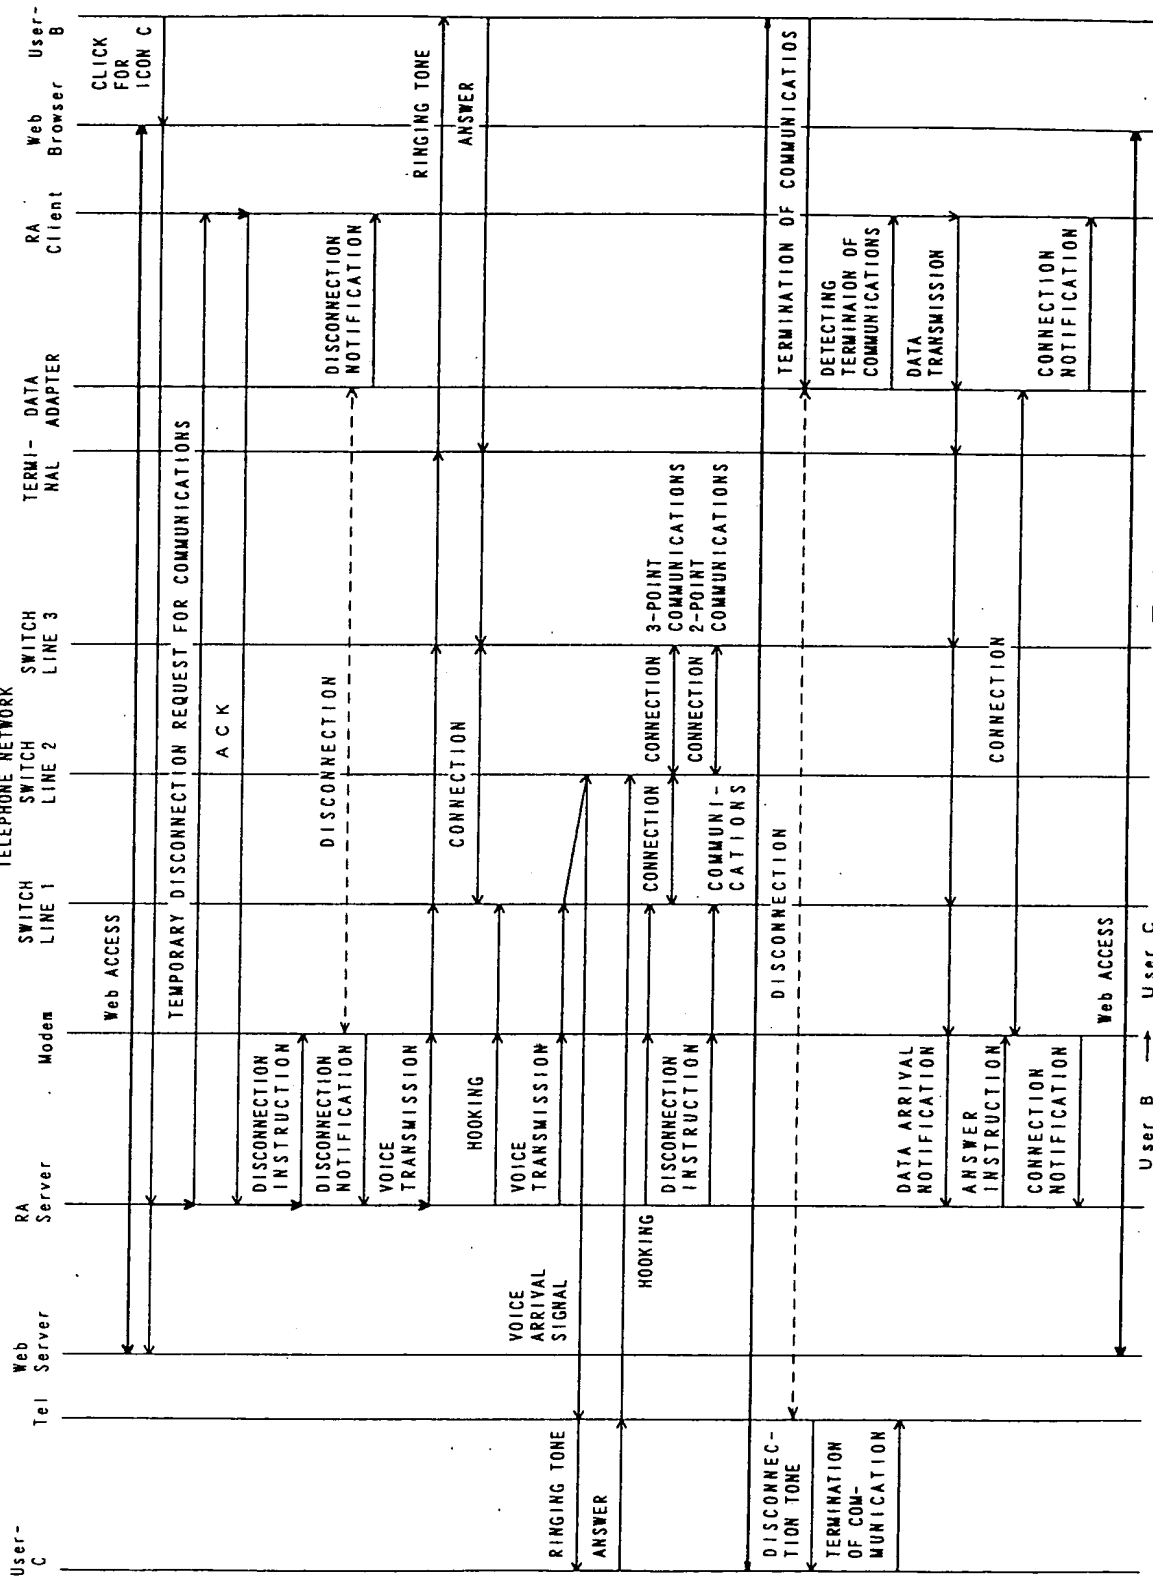 TELEPHONE NETWORK
User-
C
Tel
Web
Server
RA
Server
Modem
SWITCH
LINE 1
SWITCH
LINE 2
SWITCH
LINE 3
TERMI-
NAL
DATA
ADAPTER
RA
Client
Web
Browser
User-
B
Web ACCESS
CLICK
FOR
ICON C
TEMPORARY DISCONNECTION REQUEST FOR COMMUNICATIONS
ACK
DISCONNECTION
INSTRUCTION
DISCONNECTION
NOTIFICATION
DISCONNECTION
DISCONNECTION
NOTIFICATION
VOICE
TRANSMISSION
RINGING TONE
CONNECTION
ANSWER
HOOKING
VOICE
TRANSMISSION
VOICE
ARRIVAL
SIGNAL
RINGING TONE
ANSWER
HOOKING
CONNECTION
CONNECTION
3-POINT
COMMUNICATIONS
DISCONNECTION
INSTRUCTION
COMMUNI-
CATIONS
CONNECTION
2-POINT
COMMUNICATIONS
DISCONNEC-
TION TONE
DISCONNECTION
TERMINATION OF COMMUNICATIOS
TERMINATION
OF COM-
MUNICATION
DETECTING
TERMINAION OF
COMMUNICATIONS
DATA
TRANSMISSION
DATA ARRIVAL
NOTIFICATION
ANSWER
INSTRUCTION
CONNECTION
CONNECTION
NOTIFICATION
CONNECTION
NOTIFICATION
Web ACCESS
User B → User C